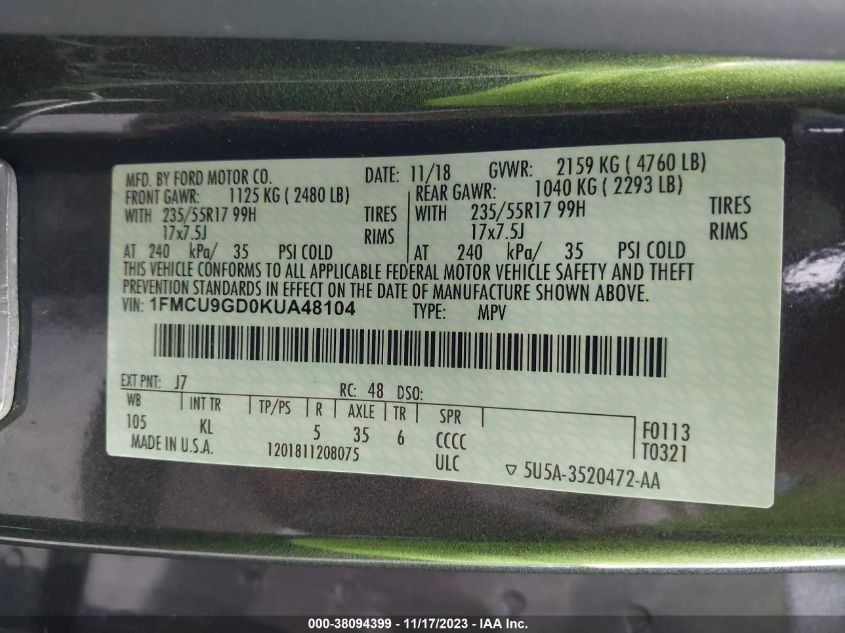 MFD. BY FORD MOTOR CO. DATE: 11/18 GVWR: 2159 KG ( 4760 LB)
FRONT GAWR: 1125 KG ( 2480 LB) REAR GAWR: 1040 KG ( 2293 LB)
WITH 235/55R17 99H TIRES WITH 235/55R17 99H TIRES
17x7.5J RIMS 17x7.5J RIMS
AT 240 kPa/ 35 PSI COLD AT 240 kPa/ 35 PSI COLD
THIS VEHICLE CONFORMS TO ALL APPLICABLE FEDERAL MOTOR VEHICLE SAFETY AND THEFT
PREVENTION STANDARDS IN EFFECT ON THE DATE OF MANUFACTURE SHOWN ABOVE.
VIN: 1FMCU9GD0KUA48104 TYPE: MPV
EXT PNT: J7 RC: 48 DSO:
WB INT TR TP/PS R AXLE TR SPR
105 KL 5 35 6 CCCC F0113
MADE IN U.S.A. 1201811208075 ULC T0321
▽ 5U5A-3520472-AA
000-38094399 - 11/17/2023 - IAA Inc.